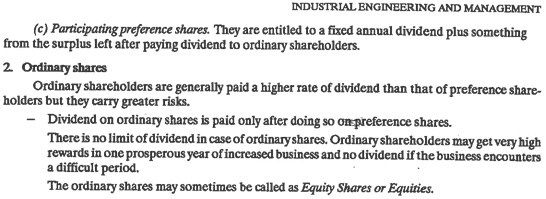 INDUSTRIAL ENGINEERING AND MANAGEMENT
(c) Participating preference shares. They are entitled to a fixed annual dividend plus something
from the surplus left after paying dividend to ordinary shareholders.
2. Ordinary shares
Ordinary shareholders are generally paid a higher rate of dividend than that of preference share-
holders but they carry greater risks.
– Dividend on ordinary shares is paid only after doing so on preference shares.
There is no limit of dividend in case of ordinary shares. Ordinary shareholders may get very high
rewards in one prosperous year of increased business and no dividend if the business encounters
a difficult period.
The ordinary shares may sometimes be called as Equity Shares or Equities.